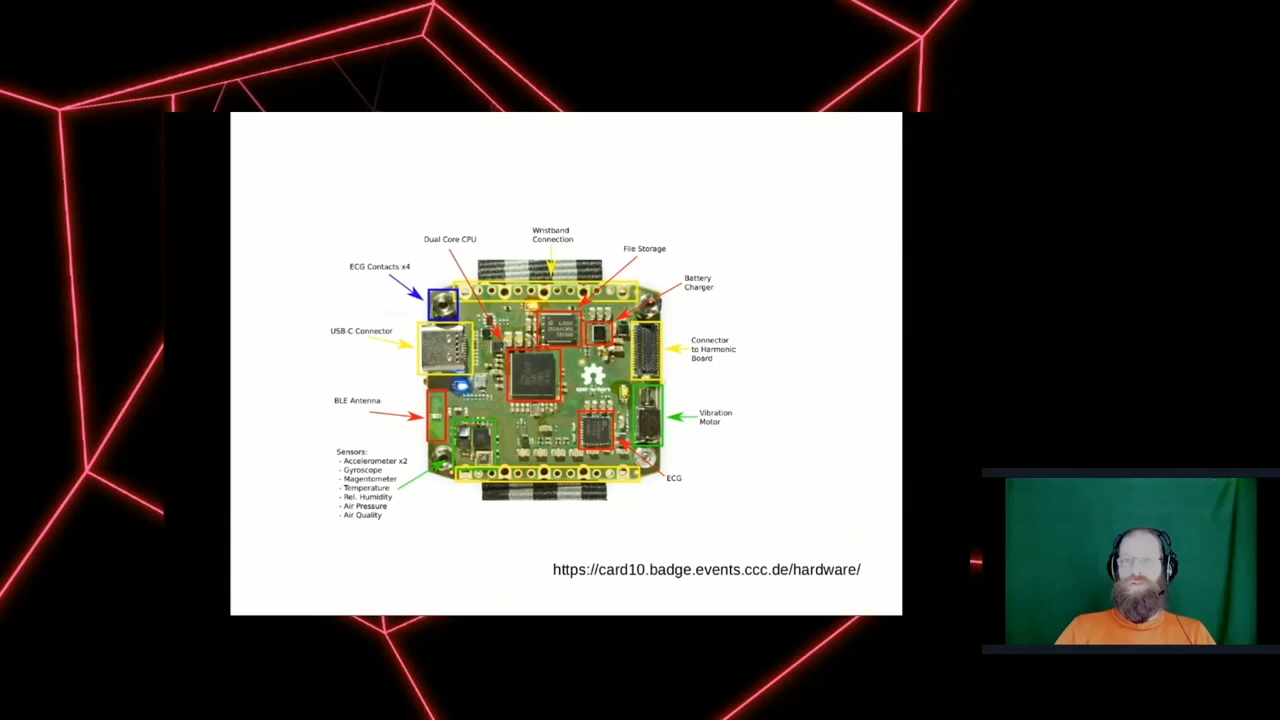 Wristband
Connection
Dual Core CPU
File Storage
ECG Contacts x4
Battery
Charger
USB-C Connector
Connector
to Harmonic
Board
open hardware
BLE Antenna
Vibration
Motor
Sensors:
- Accelerometer x2
- Gyroscope
- Magentometer
- Temperature
- Rel. Humidity
- Air Pressure
- Air Quality
ECG
https://card10.badge.events.ccc.de/hardware/